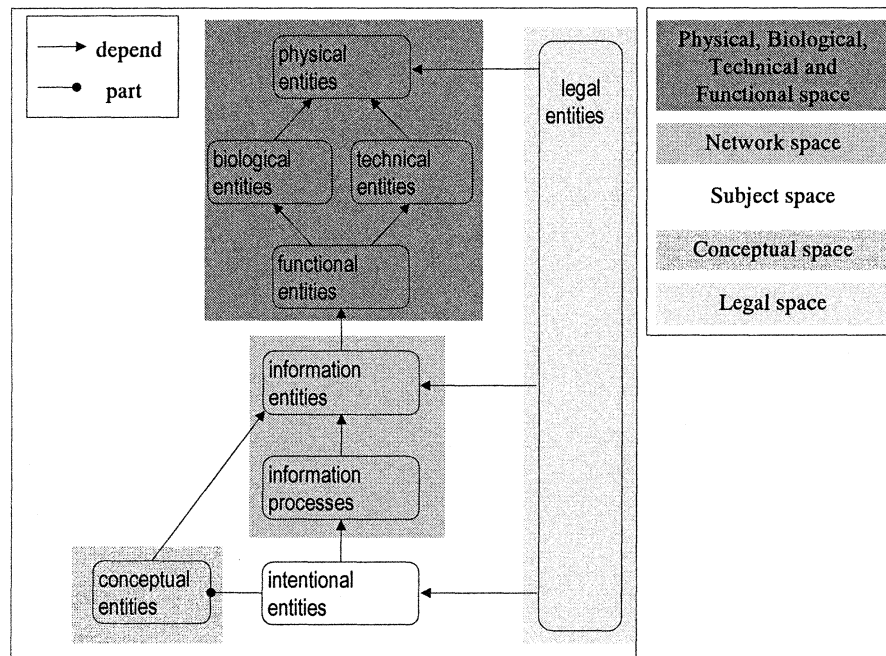 depend
part
physical
entities
biological
entities
technical
entities
functional
entities
information
entities
information
processes
conceptual
entities
intentional
entities
legal
entities
Physical, Biological,
Technical and
Functional space
Network space
Subject space
Conceptual space
Legal space